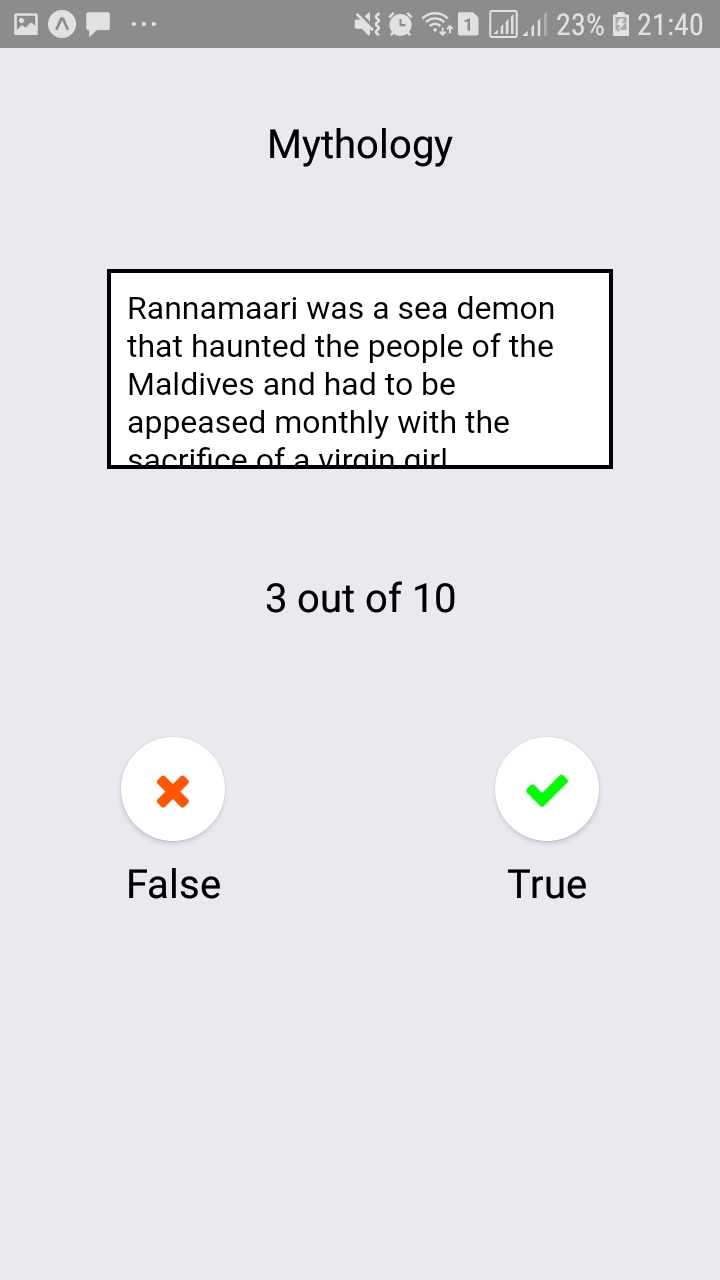 1 23% 21:40
Mythology
Rannamaari was a sea demon
that haunted the people of the
Maldives and had to be
appeased monthly with the
sacrifice of a virgin girl
3 out of 10
False
True